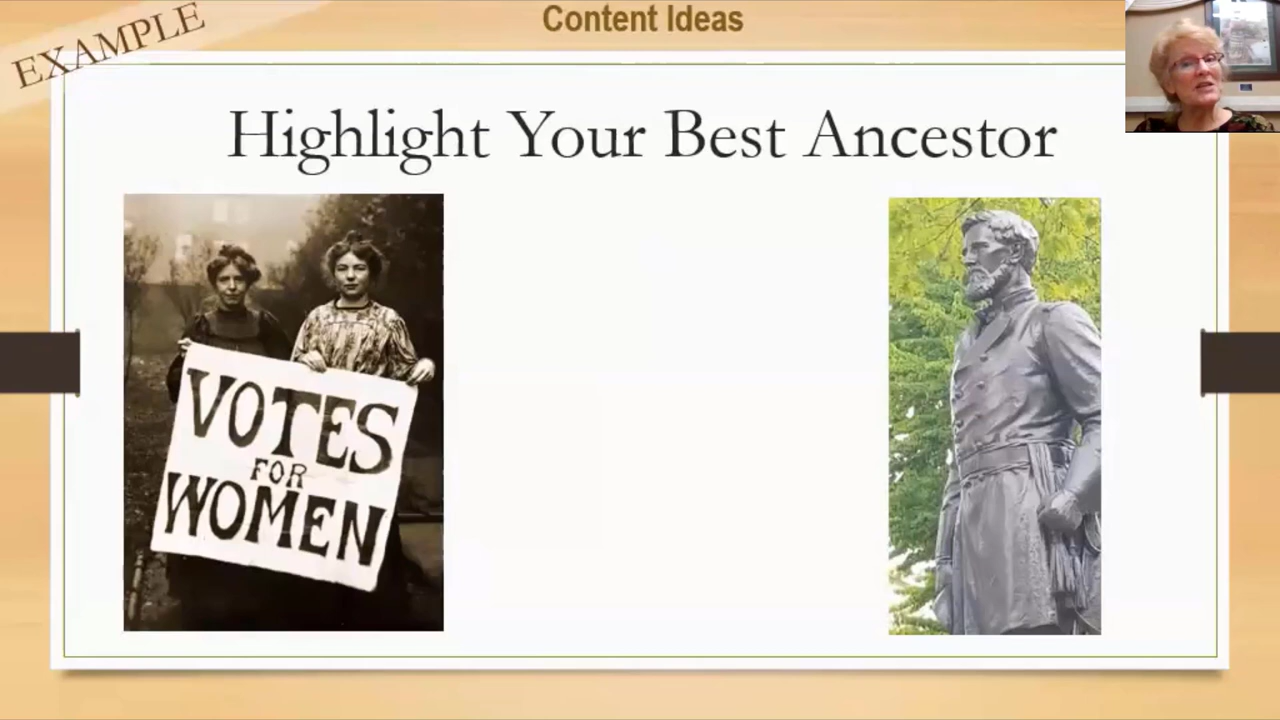 Content Ideas
EXAMPLE
Highlight Your Best Ancestor
VOTES
FOR
WOMEN